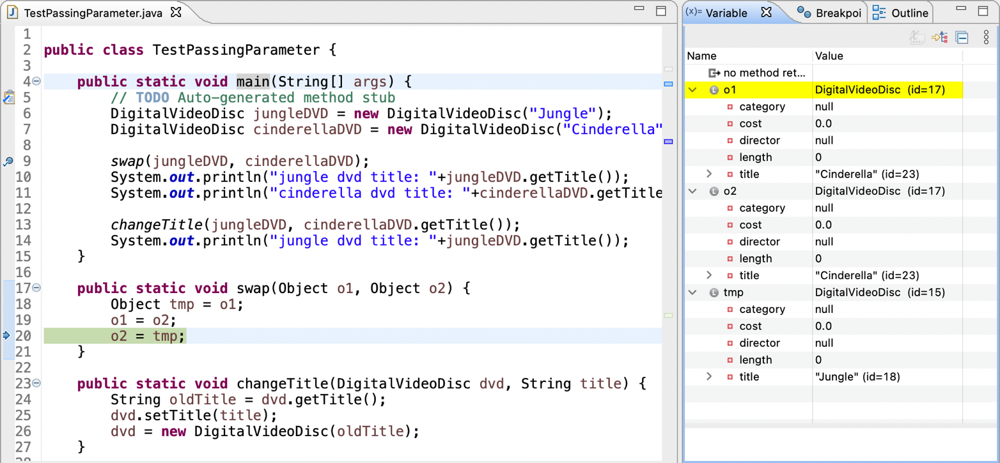 TestPassingParameter.java
1
2 public class TestPassingParameter {
3
4 public static void main(String[] args) {
5 // TODO Auto-generated method stub
6 DigitalVideoDisc jungleDVD = new DigitalVideoDisc("Jungle");
7 DigitalVideoDisc cinderellaDVD = new DigitalVideoDisc("Cinderella"
8
9 swap(jungleDVD, cinderellaDVD);
10 System.out.println("jungle dvd title: "+jungleDVD.getTitle());
11 System.out.println("cinderella dvd title: "+cinderellaDVD.getTitle
12
13 changeTitle(jungleDVD, cinderellaDVD.getTitle());
14 System.out.println("jungle dvd title: "+jungleDVD.getTitle());
15 }
16
17 public static void swap(Object o1, Object o2) {
18 Object tmp = o1;
19 o1 = o2;
20 o2 = tmp;
21 }
22
23 public static void changeTitle(DigitalVideoDisc dvd, String title) {
24 String oldTitle = dvd.getTitle();
25 dvd.setTitle(title);
26 dvd = new DigitalVideoDisc(oldTitle);
27 }
(x)= Variable Breakpoi Outline
Name Value
no method ret...
L o1 DigitalVideoDisc (id=17)
category null
cost 0.0
director null
length 0
title "Cinderella" (id=23)
L o2 DigitalVideoDisc (id=17)
category null
cost 0.0
director null
length 0
title "Cinderella" (id=23)
L tmp DigitalVideoDisc (id=15)
category null
cost 0.0
director null
length 0
title "Jungle" (id=18)